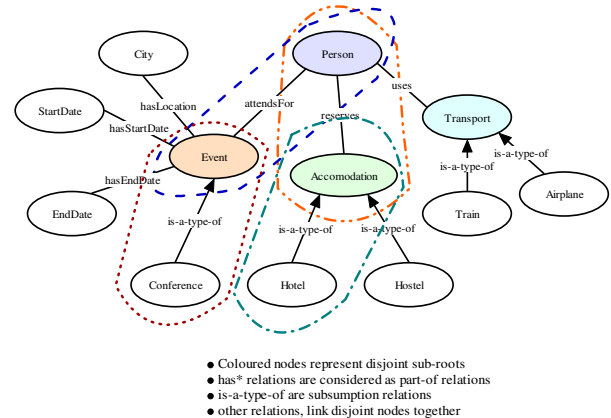 City
Person
hasLocation
uses
StartDate
attendsFor
reserves
Transport
hasStartDate
Event
is-a-type-of
is-a-type-of
Accomodation
hasEndDate
Airplane
EndDate
Train
is-a-type-of
is-a-type-of
is-a-type-of
Conference
Hotel
Hostel
● Coloured nodes represent disjoint sub-roots
● has* relations are considered as part-of relations
● is-a-type-of are subsumption relations
● other relations, link disjoint nodes together